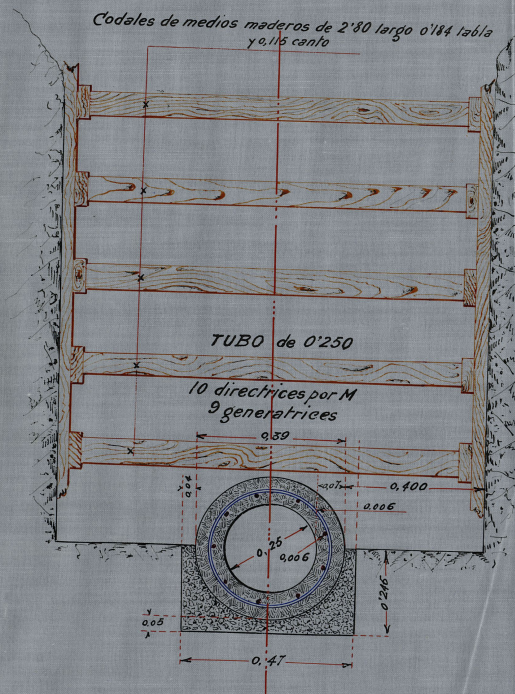 Codales de medios maderos de 2'80 largo 0'184 tabla
y 0,115 canto
TUBO de 0'250
10 directrices por M
9 generatrices
0,39
0,04
0,07
0,400
0,006
0,25
0,006
0'216
0,05
0,47